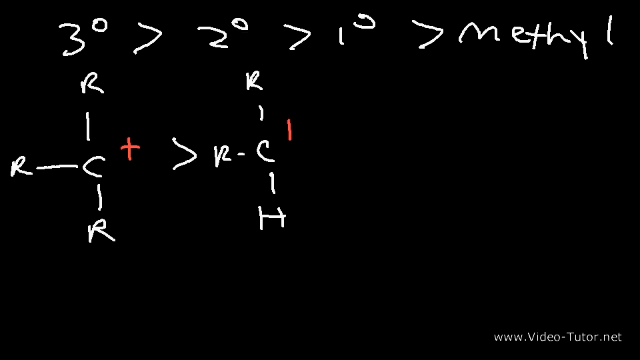 3° > 2° > 1° > methyl
R R
R—C + > R-C
R H
www.Video-Tutor.net